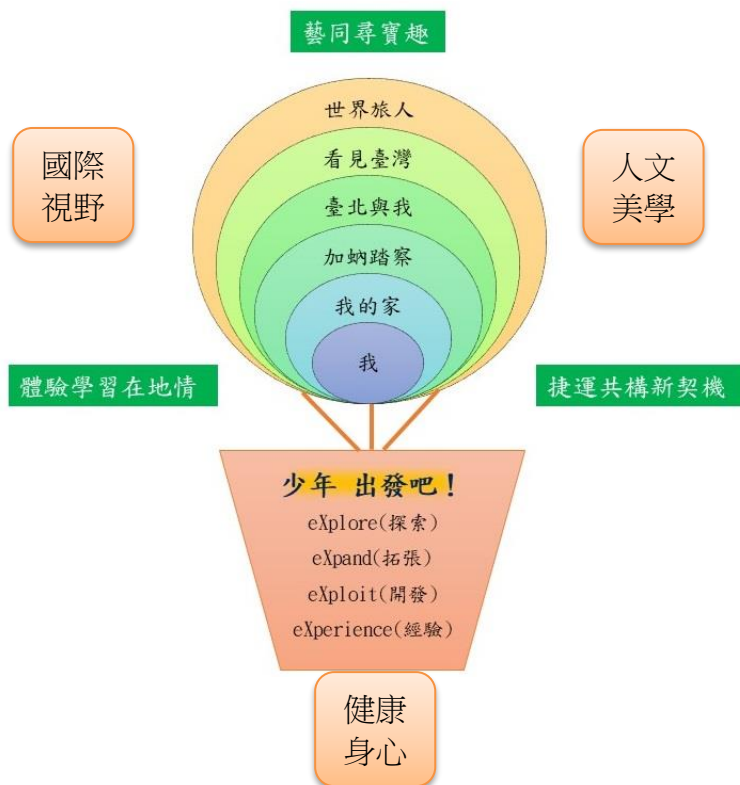 藝同尋寶趣
世界旅人
國際
視野
看見臺灣
人文
美學
臺北與我
加蚋踏察
我的家
我
體驗學習在地情
捷運共構新契機
少年 出發吧！
eXplore(探索)
eXpand(拓張)
eXploit(開發)
eXperience(經驗)
健康
身心